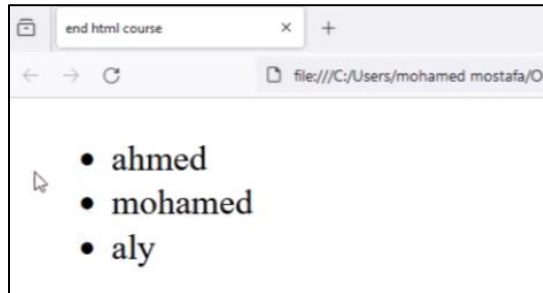 end html course
file:///C:/Users/mohamed mostafa/O
ahmed
mohamed
aly